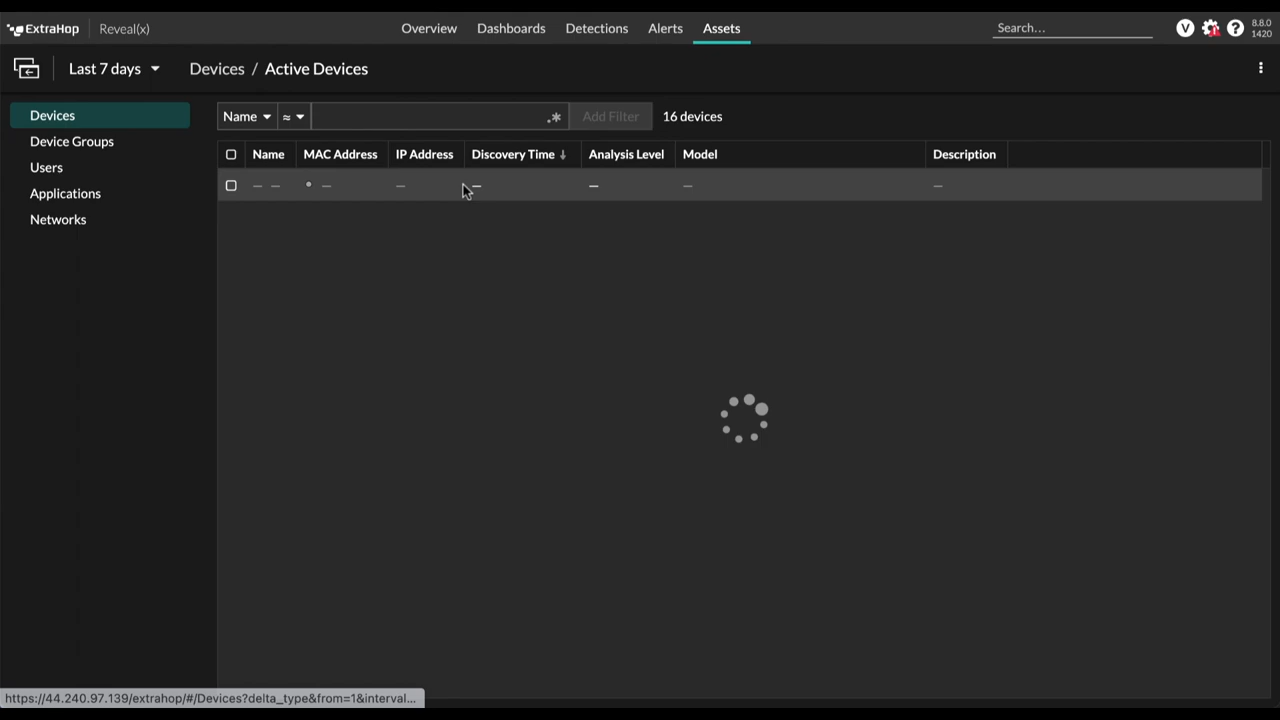 ExtraHop Reveal(x) Overview Dashboards Detections Alerts Assets Search... V ? 8.8.0
1420
Last 7 days Devices / Active Devices
Devices
Device Groups
Users
Applications
Networks
Name ≈ .* Add Filter 16 devices
Name MAC Address IP Address Discovery Time ↓ Analysis Level Model Description
— — — — — — — —
https://44.240.97.139/extrahop/#/Devices?delta_type&from=1&interval...